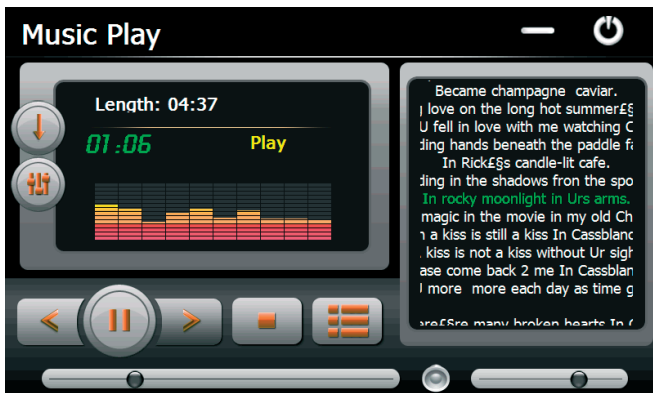 Music Play
Length: 04:37
01:06
Play
Became champagne caviar.
love on the long hot summer£§
U fell in love with me watching C
ding hands beneath the paddle fa
In Rick£§s candle-lit cafe.
ding in the shadows fron the spo
In rocky moonlight in Urs arms.
magic in the movie in my old Ch
a kiss is still a kiss In Cassblanc
kiss is not a kiss without Ur sigh
ase come back 2 me In Cassblan
more more each day as time g
ere£§re many broken hearts In